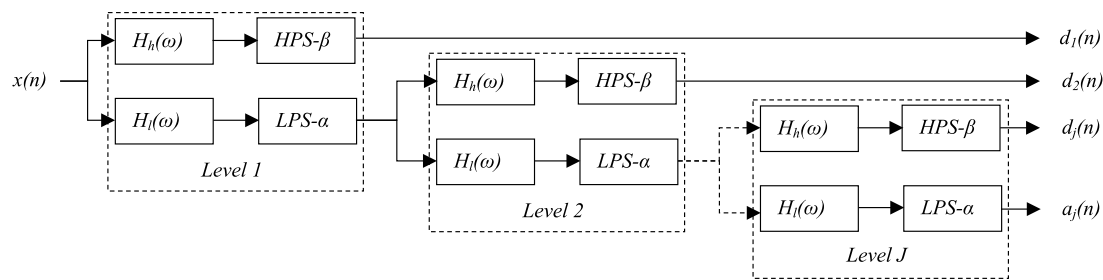 x(n)
H_h(ω) HPS-β d_1(n)
H_l(ω) LPS-α
Level 1
H_h(ω) HPS-β d_2(n)
H_l(ω) LPS-α
Level 2
H_h(ω) HPS-β d_j(n)
H_l(ω) LPS-α a_j(n)
Level J